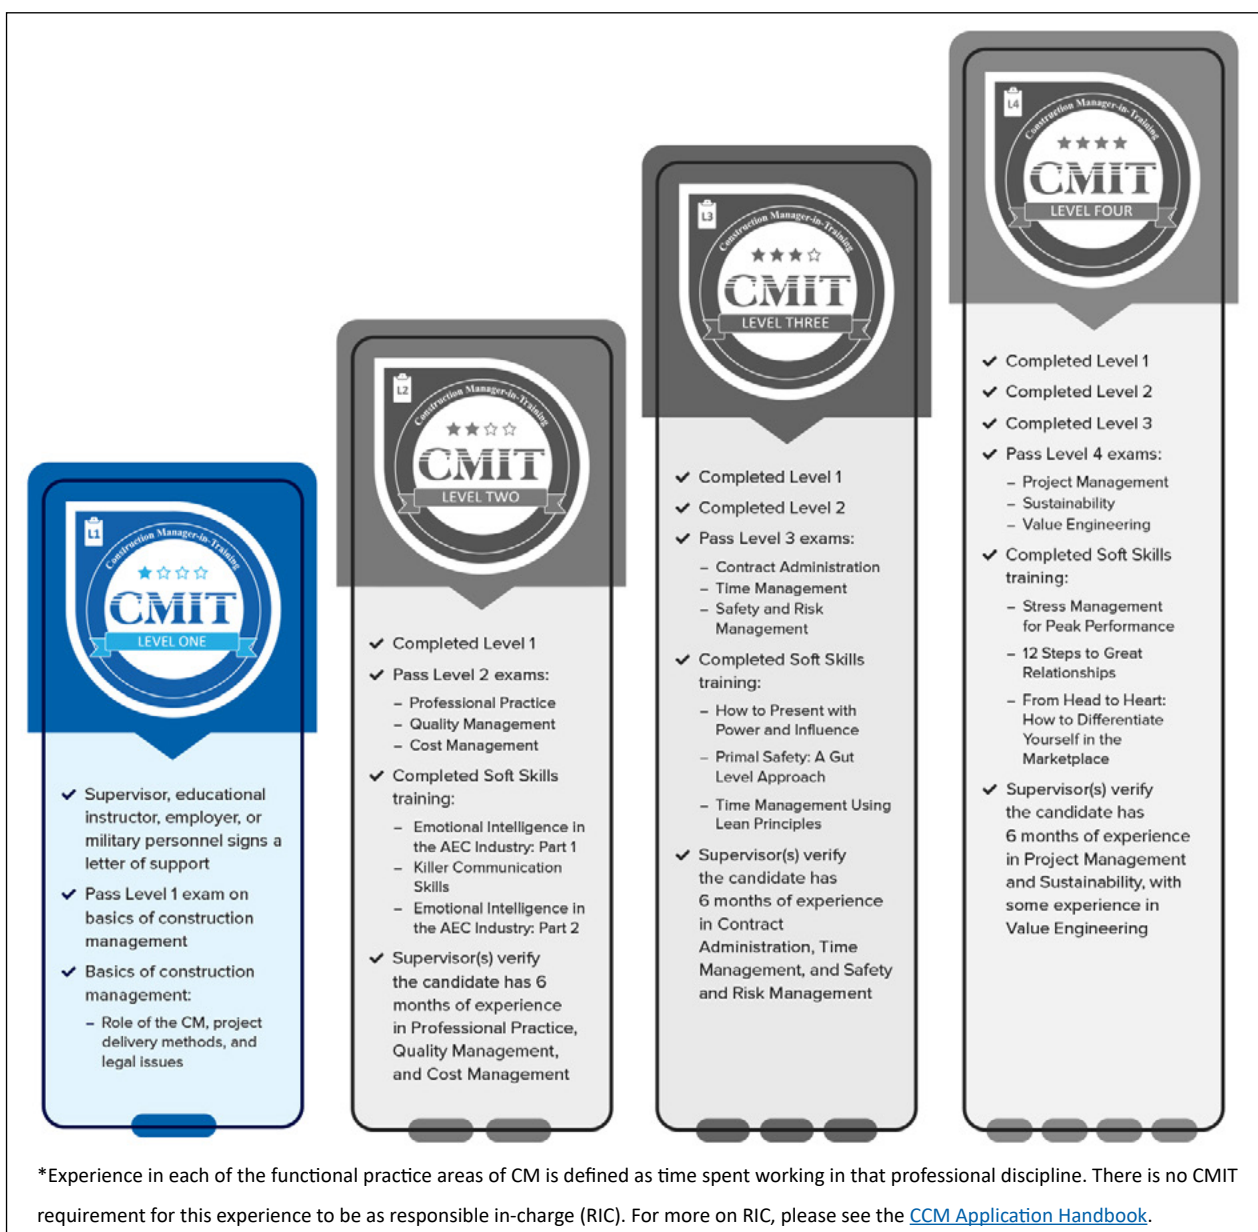 L1
Construction Manager-in-Training
CMIT
LEVEL ONE
Supervisor, educational
instructor, employer, or
military personnel signs a
letter of support
Pass Level 1 exam on
basics of construction
management
Basics of construction
management:
– Role of the CM, project
delivery methods, and
legal issues
L2
Construction Manager-in-Training
CMIT
LEVEL TWO
Completed Level 1
Pass Level 2 exams:
– Professional Practice
– Quality Management
– Cost Management
Completed Soft Skills
training:
– Emotional Intelligence in
the AEC Industry: Part 1
– Killer Communication
Skills
– Emotional Intelligence in
the AEC Industry: Part 2
Supervisor(s) verify
the candidate has 6
months of experience
in Professional Practice,
Quality Management,
and Cost Management
L3
Construction Manager-in-Training
CMIT
LEVEL THREE
Completed Level 1
Completed Level 2
Pass Level 3 exams:
– Contract Administration
– Time Management
– Safety and Risk
Management
Completed Soft Skills
training:
– How to Present with
Power and Influence
– Primal Safety: A Gut
Level Approach
– Time Management Using
Lean Principles
Supervisor(s) verify
the candidate has
6 months of experience
in Contract
Administration, Time
Management, and Safety
and Risk Management
L4
Construction Manager-in-Training
CMIT
LEVEL FOUR
Completed Level 1
Completed Level 2
Completed Level 3
Pass Level 4 exams:
– Project Management
– Sustainability
– Value Engineering
Completed Soft Skills
training:
– Stress Management
for Peak Performance
– 12 Steps to Great
Relationships
– From Head to Heart:
How to Differentiate
Yourself in the
Marketplace
Supervisor(s) verify
the candidate has
6 months of experience
in Project Management
and Sustainability, with
some experience in
Value Engineering
*Experience in each of the functional practice areas of CM is defined as time spent working in that professional discipline. There is no CMIT
requirement for this experience to be as responsible in-charge (RIC). For more on RIC, please see the CCM Application Handbook.